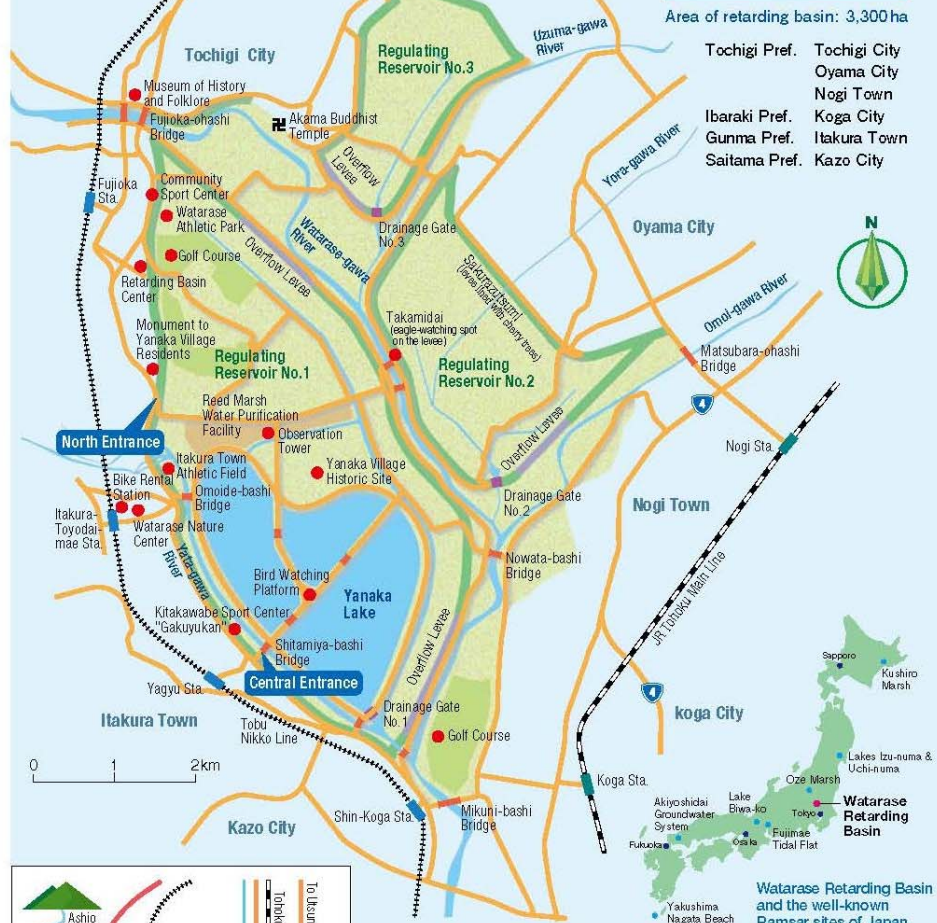 Area of retarding basin: 3,300 ha
Tochigi Pref. Tochigi City
Oyama City
Nogi Town
Ibaraki Pref. Koga City
Gunma Pref. Itakura Town
Saitama Pref. Kazo City
Uzuma-gawa
River
Tochigi City
Regulating
Reservoir No.3
Museum of History
and Folklore
Fujioka-ohashi
Bridge
卍 Akama Buddhist
Temple
Overflow
Levee
Yora-gawa River
Fujioka
Sta.
Community
Sport Center
Watarase
Athletic Park
Golf Course
Retarding Basin
Center
Overflow Levee
Watarase-gawa
River
Drainage Gate
No.3
Sakurazutsumi
(levee lined with cherry trees)
Oyama City
N
Omoi-gawa River
Monument to
Yanaka Village
Residents
Takamidai
(eagle-watching spot
on the levee)
Regulating
Reservoir No.1
Regulating
Reservoir No.2
Matsubara-ohashi
Bridge
4
Reed Marsh
Water Purification
Facility
Observation
Tower
Overflow Levee
North Entrance
Nogi Sta.
Itakura Town
Athletic Field
Yanaka Village
Historic Site
Bike Rental
Station
Omoide-bashi
Bridge
Drainage Gate
No.2
Nogi Town
Itakura-
Toyodai-
mae Sta.
Watarase Nature
Center
Yata-gawa
River
Nowata-bashi
Bridge
Bird Watching
Platform
Yanaka
Lake
JR Tohoku Main Line
Kitakawabe Sport Center
"Gakuyukan"
Shitamiya-bashi
Bridge
Overflow Levee
Central Entrance
Yagyu Sta.
4
Itakura Town
Tobu
Nikko Line
Drainage Gate
No.1
Golf Course
koga City
0 1 2km
Shin-Koga Sta.
Mikuni-bashi
Bridge
Koga Sta.
Kazo City
Sapporo
Kushiro
Marsh
Lakes Izu-numa &
Uchi-numa
Oze Marsh
Lake
Biwa-ko
Tokyo
Watarase
Retarding
Basin
Akiyoshidai
Groundwater
System
Fukuoka
Osaka
Fujimae
Tidal Flat
Yakushima
Nagata Beach
Watarase Retarding Basin
and the well-known
Ramsar sites of Japan
Ashio
Tohoku